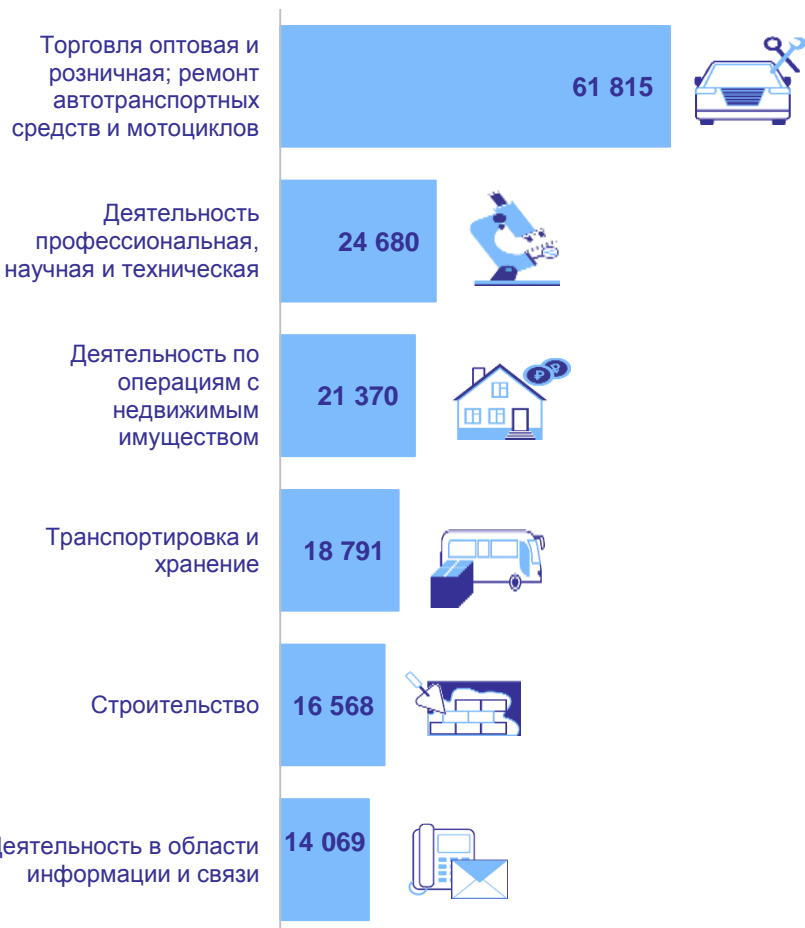 Торговля оптовая и
розничная; ремонт
автотранспортных
средств и мотоциклов
61 815
Деятельность
профессиональная,
научная и техническая
24 680
Деятельность по
операциям с
недвижимым
имуществом
21 370
Транспортировка и
хранение
18 791
Строительство
16 568
Деятельность в области
информации и связи
14 069